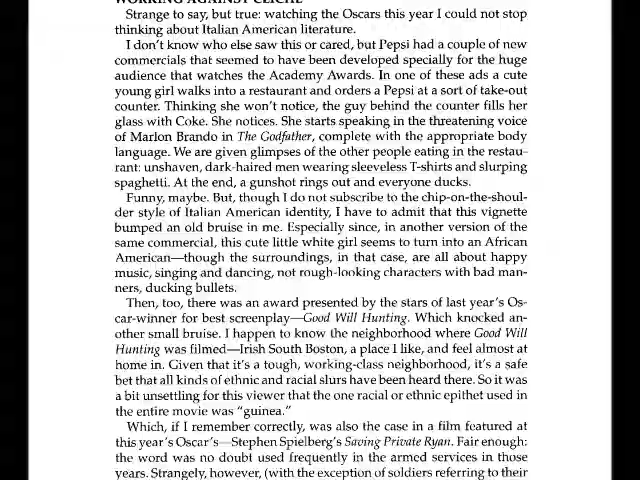 WORKING AGAINST CLICHÉ
Strange to say, but true: watching the Oscars this year I could not stop
thinking about Italian American literature.
I don't know who else saw this or cared, but Pepsi had a couple of new
commercials that seemed to have been developed specially for the huge
audience that watches the Academy Awards. In one of these ads a cute
young girl walks into a restaurant and orders a Pepsi at a sort of take-out
counter. Thinking she won't notice, the guy behind the counter fills her
glass with Coke. She notices. She starts speaking in the threatening voice
of Marlon Brando in The Godfather, complete with the appropriate body
language. We are given glimpses of the other people eating in the restau-
rant: unshaven, dark-haired men wearing sleeveless T-shirts and slurping
spaghetti. At the end, a gunshot rings out and everyone ducks.
Funny, maybe. But, though I do not subscribe to the chip-on-the-shoul-
der style of Italian American identity, I have to admit that this vignette
bumped an old bruise in me. Especially since, in another version of the
same commercial, this cute little white girl seems to turn into an African
American—though the surroundings, in that case, are all about happy
music, singing and dancing, not rough-looking characters with bad man-
ners, ducking bullets.
Then, too, there was an award presented by the stars of last year's Os-
car-winner for best screenplay—Good Will Hunting. Which knocked an-
other small bruise. I happen to know the neighborhood where Good Will
Hunting was filmed—Irish South Boston, a place I like, and feel almost at
home in. Given that it's a tough, working-class neighborhood, it's a safe
bet that all kinds of ethnic and racial slurs have been heard there. So it was
a bit unsettling for this viewer that the one racial or ethnic epithet used in
the entire movie was "guinea."
Which, if I remember correctly, was also the case in a film featured at
this year's Oscar's—Stephen Spielberg's Saving Private Ryan. Fair enough:
the word was no doubt used frequently in the armed services in those
years. Strangely, however, (with the exception of soldiers referring to their